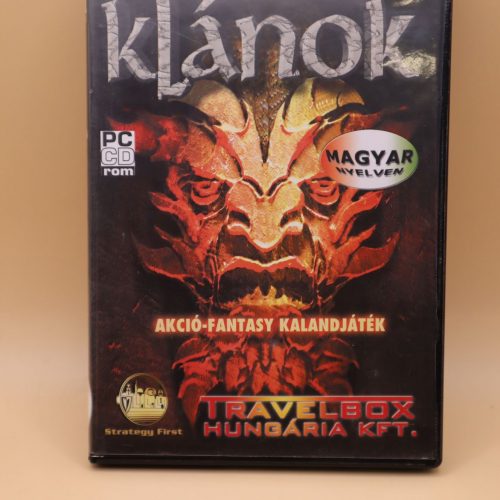 klánok
PC
CD
rom
MAGYAR
NYELVEN
AKCIÓ-FANTASY KALANDJÁTÉK
Strategy First
TRAVELBOX
HUNGÁRIA KFT.